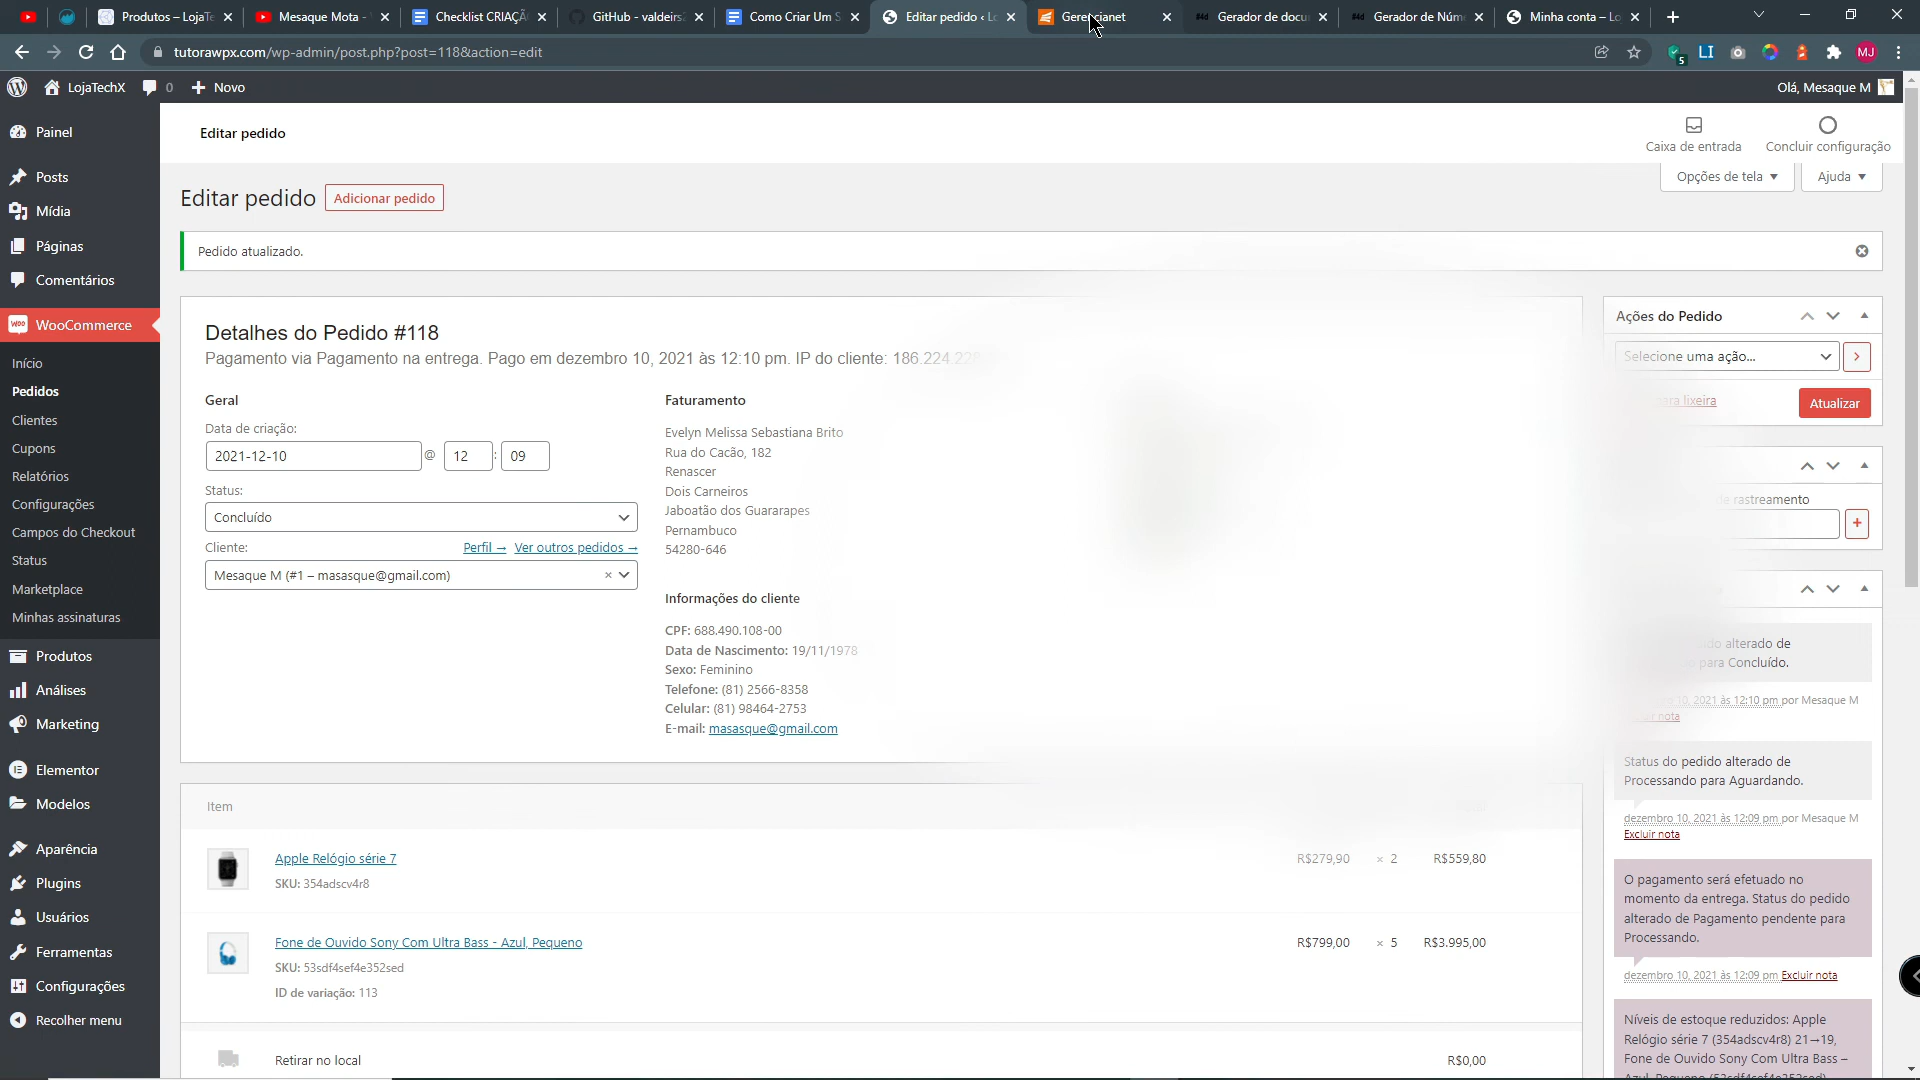 Produtos – LojaTe
Mesaque Mota -
Checklist CRIAÇÃ
GitHub - valdeirs
Como Criar Um S
Editar pedido ‹ Lo
Gerencianet
Gerador de docu
Gerador de Núme
Minha conta – Lo
tutorawpx.com/wp-admin/post.php?post=118&action=edit
5
LI
MJ
LojaTechX
0
Novo
Olá, Mesaque M
Painel
Posts
Mídia
Páginas
Comentários
WooCommerce
Início
Pedidos
Clientes
Cupons
Relatórios
Configurações
Campos do Checkout
Status
Marketplace
Minhas assinaturas
Produtos
Análises
Marketing
Elementor
Modelos
Aparência
Plugins
Usuários
Ferramentas
Configurações
Recolher menu
Editar pedido
Caixa de entrada
Concluir configuração
Opções de tela
Ajuda
Editar pedido
Adicionar pedido
Pedido atualizado.
Detalhes do Pedido #118
Pagamento via Pagamento na entrega. Pago em dezembro 10, 2021 às 12:10 pm. IP do cliente: 186.224.228
Geral
Data de criação:
2021-12-10 @ 12 : 09
Status:
Concluído
Cliente:
Perfil → Ver outros pedidos →
Mesaque M (#1 – masasque@gmail.com)
Faturamento
Evelyn Melissa Sebastiana Brito
Rua do Cacão, 182
Renascer
Dois Carneiros
Jaboatão dos Guararapes
Pernambuco
54280-646
Informações do cliente
CPF: 688.490.108-00
Data de Nascimento: 19/11/1978
Sexo: Feminino
Telefone: (81) 2566-8358
Celular: (81) 98464-2753
E-mail: masasque@gmail.com
Item
Apple Relógio série 7
SKU: 354adscv4r8
R$279,90 × 2 R$559,80
Fone de Ouvido Sony Com Ultra Bass - Azul, Pequeno
SKU: 53sdf4sef4e352sed
ID de variação: 113
R$799,00 × 5 R$3.995,00
Retirar no local
R$0,00
Ações do Pedido
Selecione uma ação...
para lixeira
Atualizar
de rastreamento
alterado de
para Concluído.
10, 2021 às 12:10 pm por Mesaque M
nota
Status do pedido alterado de
Processando para Aguardando.
dezembro 10, 2021 às 12:09 pm por Mesaque M
Excluir nota
O pagamento será efetuado no
momento da entrega. Status do pedido
alterado de Pagamento pendente para
Processando.
dezembro 10, 2021 às 12:09 pm Excluir nota
Níveis de estoque reduzidos: Apple
Relógio série 7 (354adscv4r8) 21→19,
Fone de Ouvido Sony Com Ultra Bass –
Azul, Pequeno (53sdf4sef4e352sed)